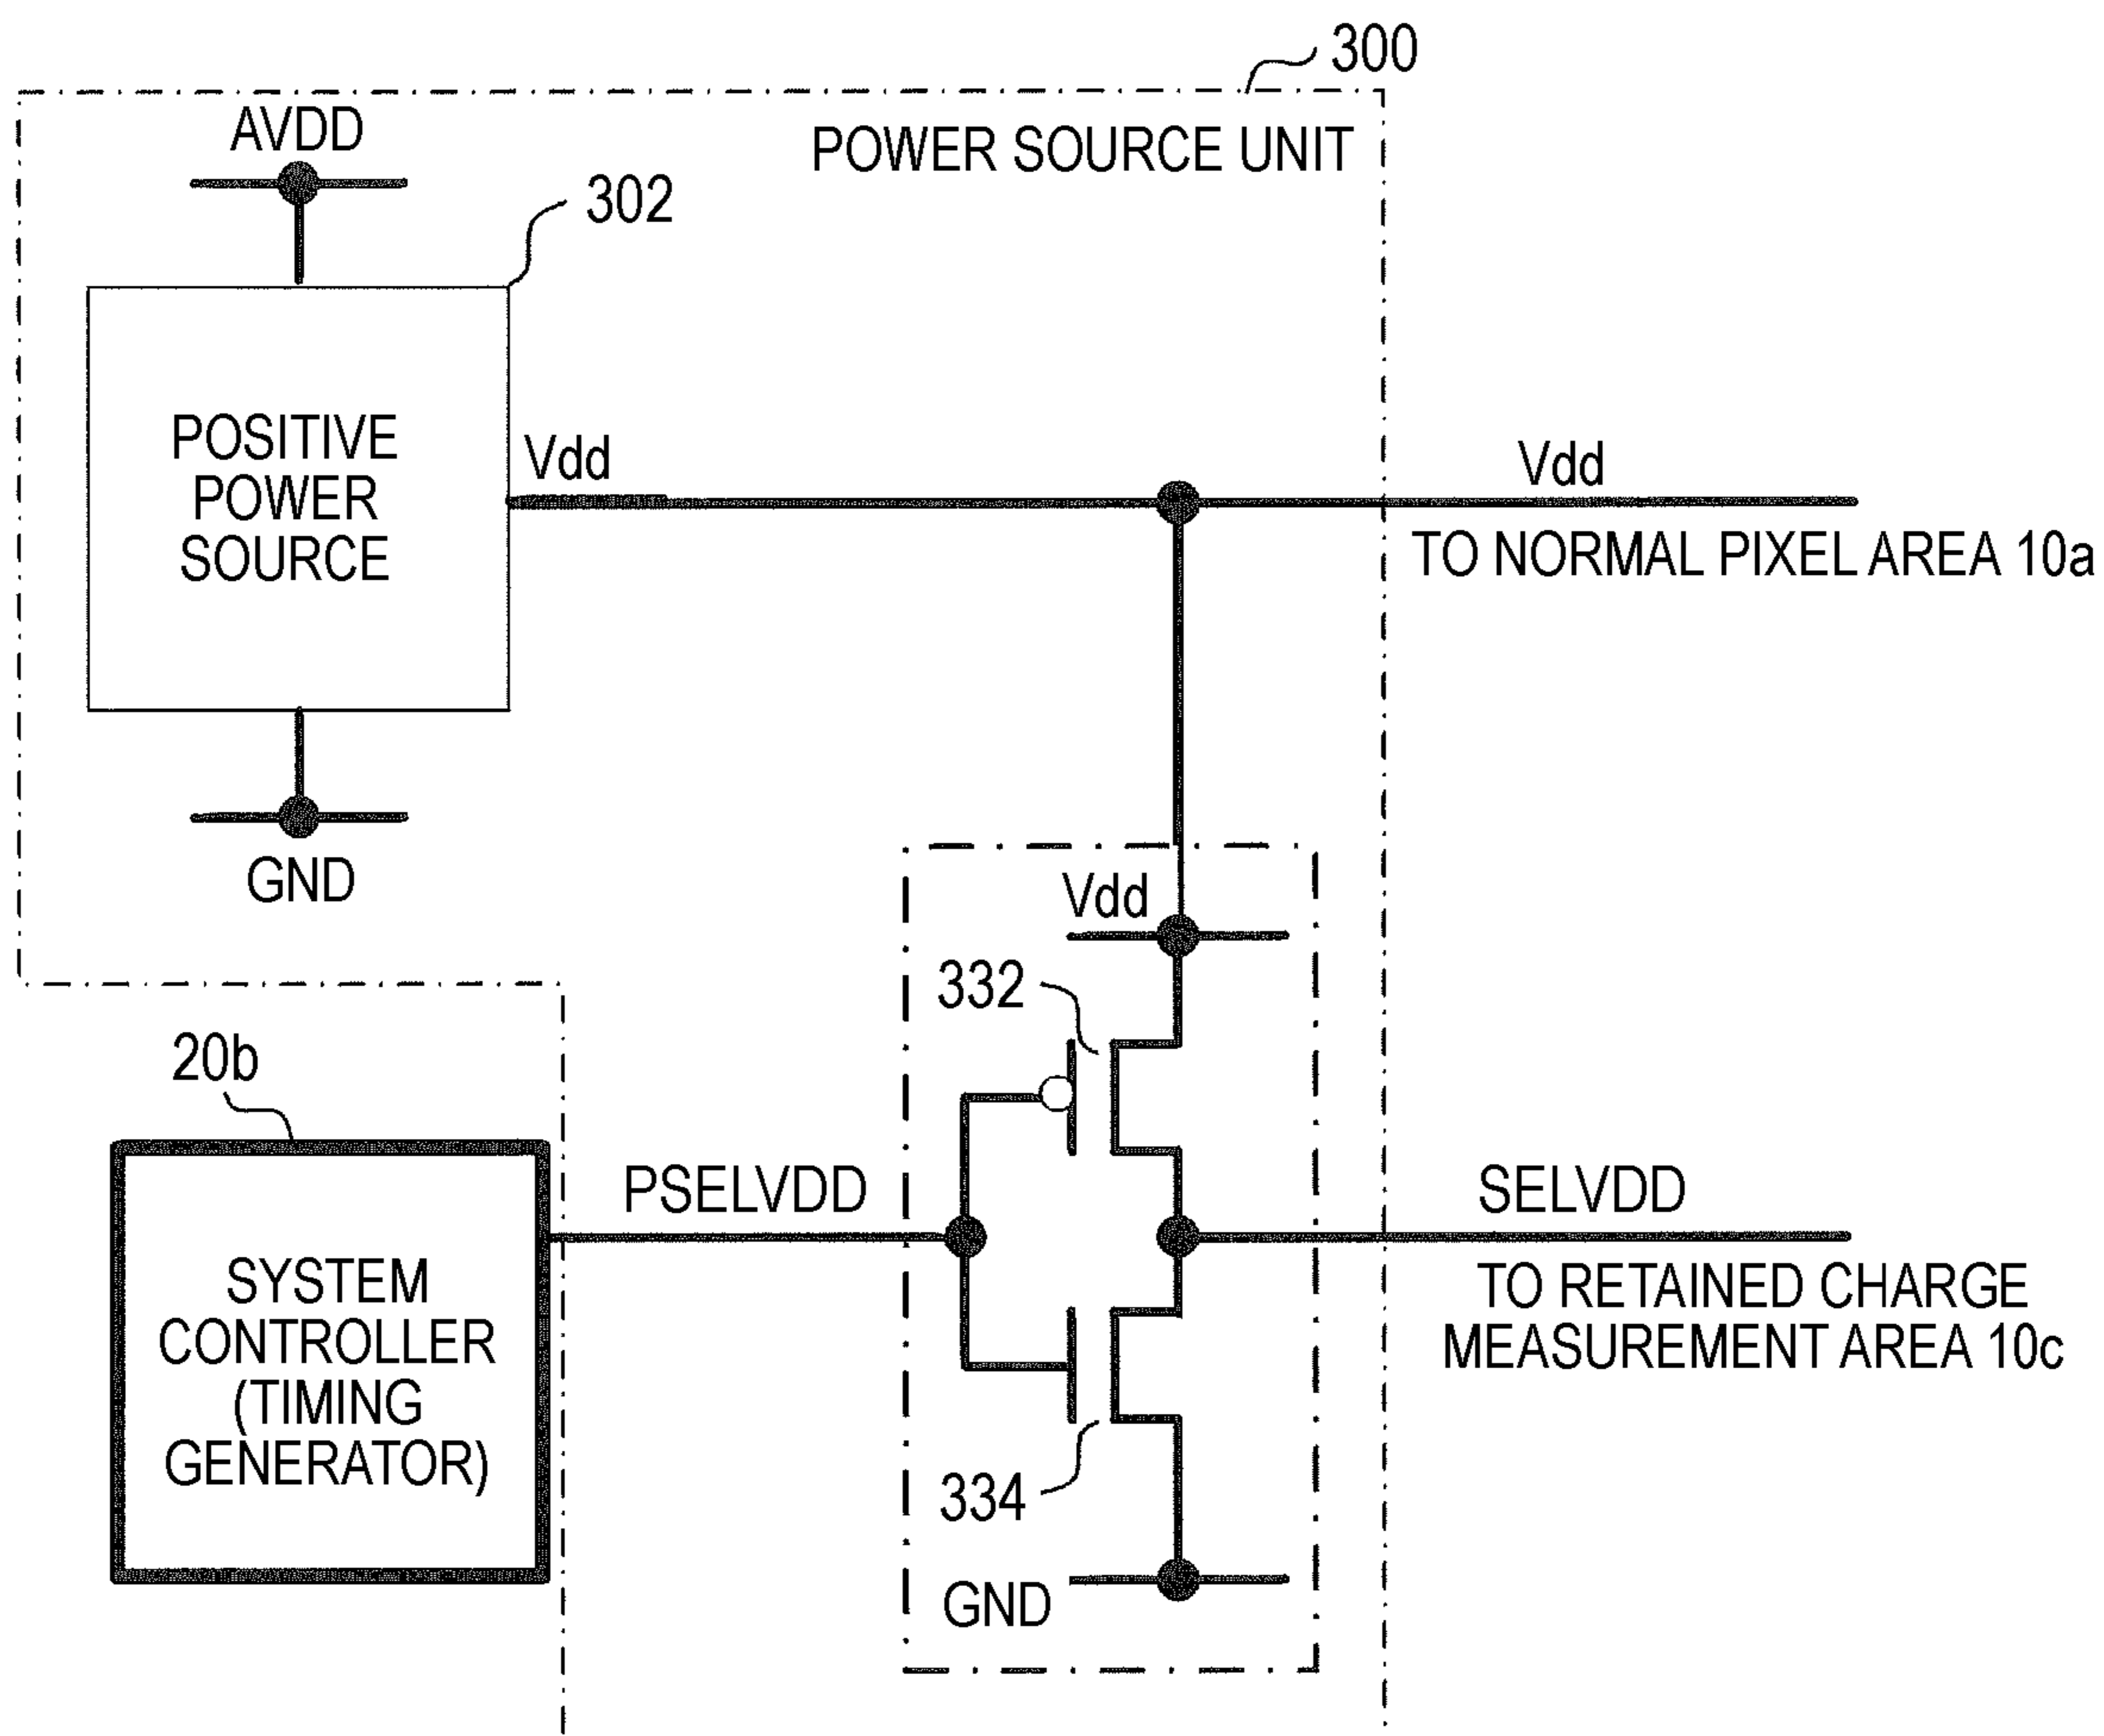 300
AVDD
POWER SOURCE UNIT
302
POSITIVE
POWER
SOURCE
Vdd
Vdd
TO NORMAL PIXEL AREA 10a
GND
Vdd
332
20b
PSELVDD
SELVDD
SYSTEM
CONTROLLER
(TIMING
GENERATOR)
TO RETAINED CHARGE
MEASUREMENT AREA 10c
334
GND